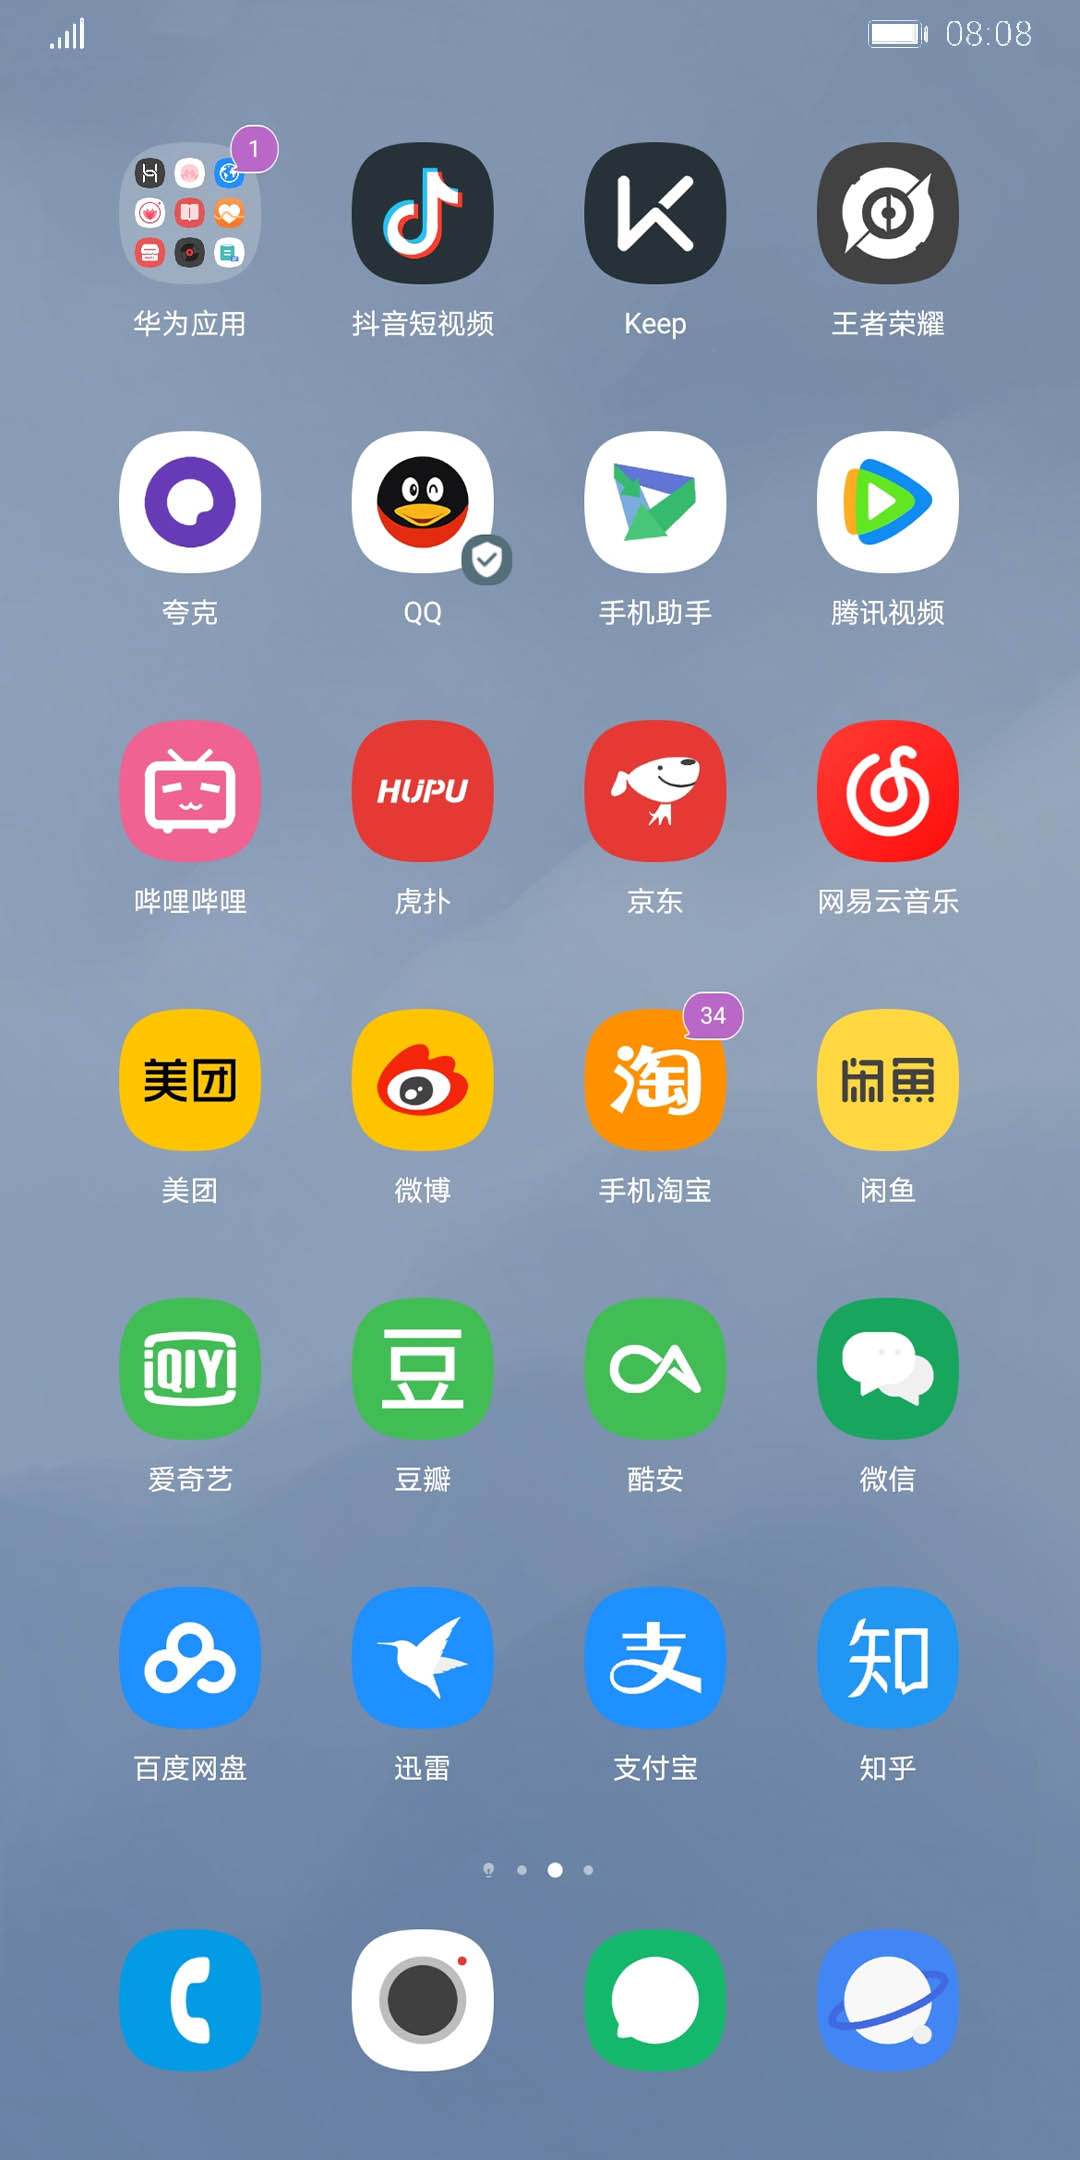 08:08
1
华为应用
抖音短视频
Keep
王者荣耀
夸克
QQ
手机助手
腾讯视频
HUPU
哔哩哔哩
虎扑
京东
网易云音乐
34
美团
淘
闲鱼
美团
微博
手机淘宝
闲鱼
iQIYI
豆
爱奇艺
豆瓣
酷安
微信
支
知
百度网盘
迅雷
支付宝
知乎